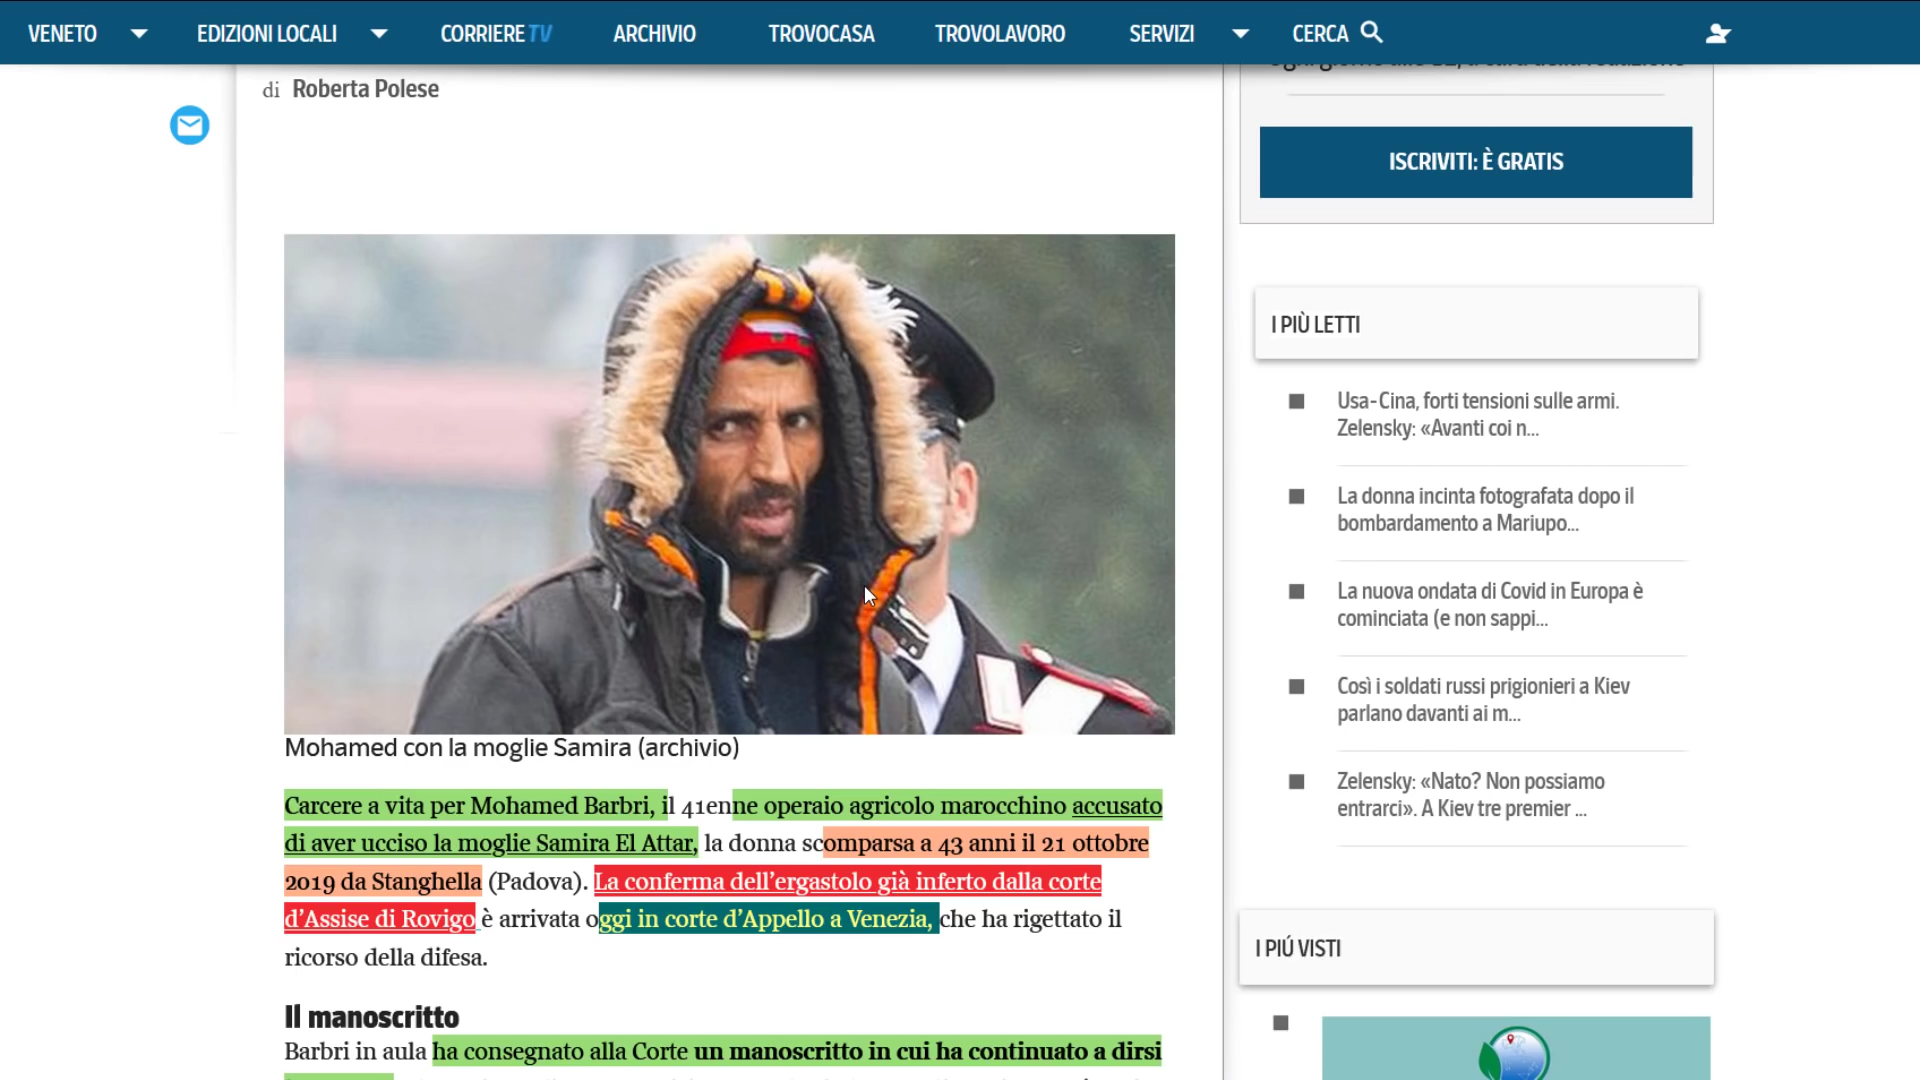 VENETO
EDIZIONI LOCALI
CORRIERE TV
ARCHIVIO
TROVOCASA
TROVOLAVORO
SERVIZI
CERCA
di Roberta Polese
ISCRIVITI: È GRATIS
I PIÙ LETTI
Usa-Cina, forti tensioni sulle armi.
Zelensky: «Avanti coi n...
La donna incinta fotografata dopo il
bombardamento a Mariupo...
La nuova ondata di Covid in Europa è
cominciata (e non sappi...
Così i soldati russi prigionieri a Kiev
parlano davanti ai m...
Zelensky: «Nato? Non possiamo
entrarci». A Kiev tre premier ...
I PIÚ VISTI
Mohamed con la moglie Samira (archivio)
Carcere a vita per Mohamed Barbri, il 41enne operaio agricolo marocchino accusato
di aver ucciso la moglie Samira El Attar, la donna scomparsa a 43 anni il 21 ottobre
2019 da Stanghella (Padova). La conferma dell’ergastolo già inferto dalla corte
d’Assise di Rovigo è arrivata oggi in corte d’Appello a Venezia, che ha rigettato il
ricorso della difesa.
Il manoscritto
Barbri in aula ha consegnato alla Corte un manoscritto in cui ha continuato a dirsi